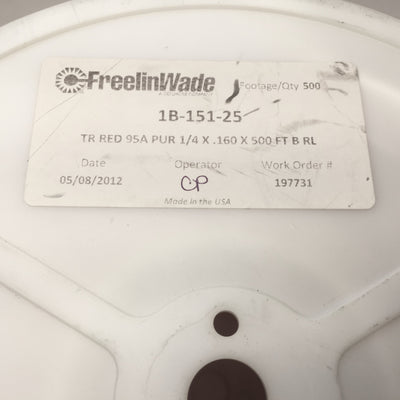 FreelinWade
Footage/Qty 500
1B-151-25
TR RED 95A PUR 1/4 X .160 X 500 FT B RL
Date Operator Work Order #
05/08/2012 CP 197731
Made in the USA